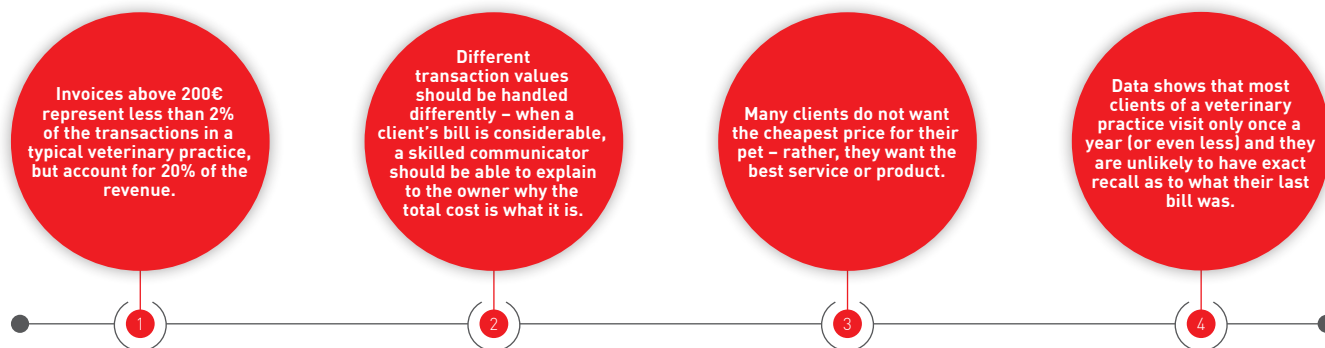 Invoices above 200€
represent less than 2%
of the transactions in a
typical veterinary practice,
but account for 20% of the
revenue.
Different
transaction values
should be handled
differently – when a
client's bill is considerable,
a skilled communicator
should be able to explain
to the owner why the
total cost is what it is.
Many clients do not want
the cheapest price for their
pet – rather, they want the
best service or product.
Data shows that most
clients of a veterinary
practice visit only once a
year (or even less) and they
are unlikely to have exact
recall as to what their last
bill was.
1
2
3
4